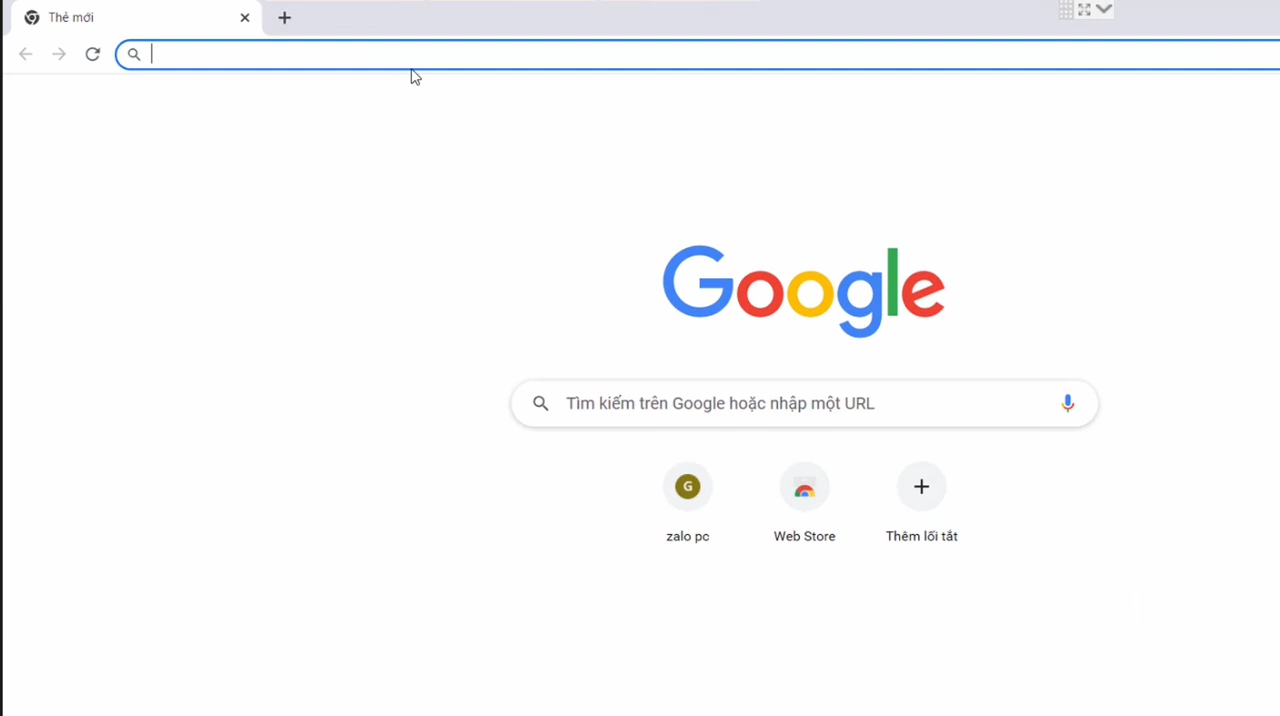 Thẻ mới
Google
Tìm kiếm trên Google hoặc nhập một URL
G
zalo pc
Web Store
Thêm lối tắt